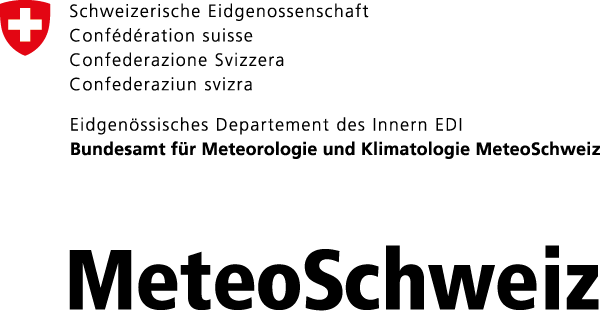 Schweizerische Eidgenossenschaft
Confédération suisse
Confederazione Svizzera
Confederaziun svizra
Eidgenössisches Departement des Innern EDI
Bundesamt für Meteorologie und Klimatologie MeteoSchweiz
MeteoSchweiz